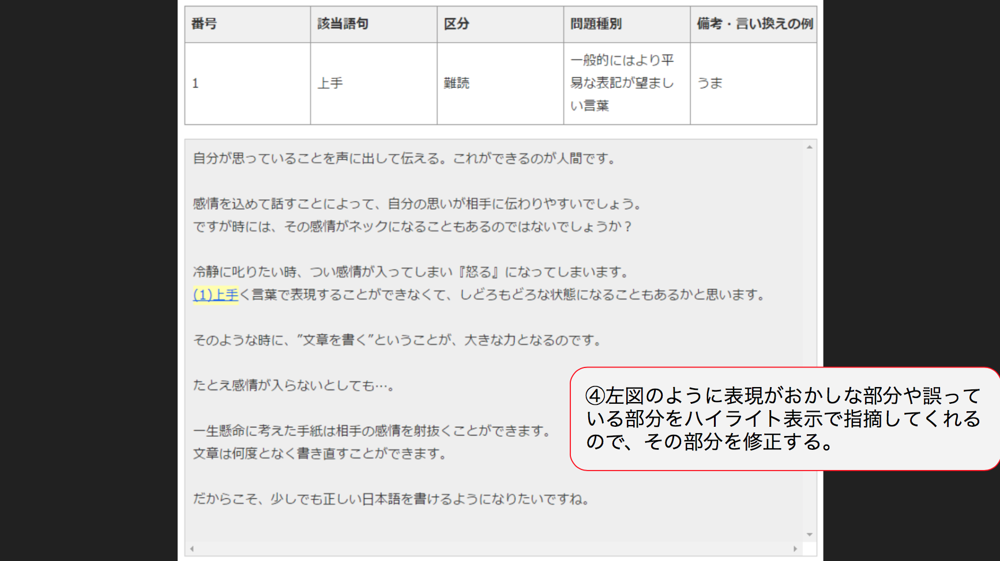 番号 該当語句 区分 問題種別 備考・言い換えの例
1 上手 難読 一般的にはより平
易な表記が望まし
い言葉 うま
自分が思っていることを声に出して伝える。これができるのが人間です。
感情を込めて話すことによって、自分の思いが相手に伝わりやすいでしょう。
ですが時には、その感情がネックになることもあるのではないでしょうか？
冷静に叱りたい時、つい感情が入ってしまい『怒る』になってしまいます。
(1)上手く言葉で表現することができなくて、しどろもどろな状態になることもあるかと思います。
そのような時に、”文章を書く”ということが、大きな力となるのです。
たとえ感情が入らないとしても…。
一生懸命に考えた手紙は相手の感情を射抜くことができます。
文章は何度となく書き直すことができます。
だからこそ、少しでも正しい日本語を書けるようになりたいですね。
④左図のように表現がおかしな部分や誤って
いる部分をハイライト表示で指摘してくれる
ので、その部分を修正する。